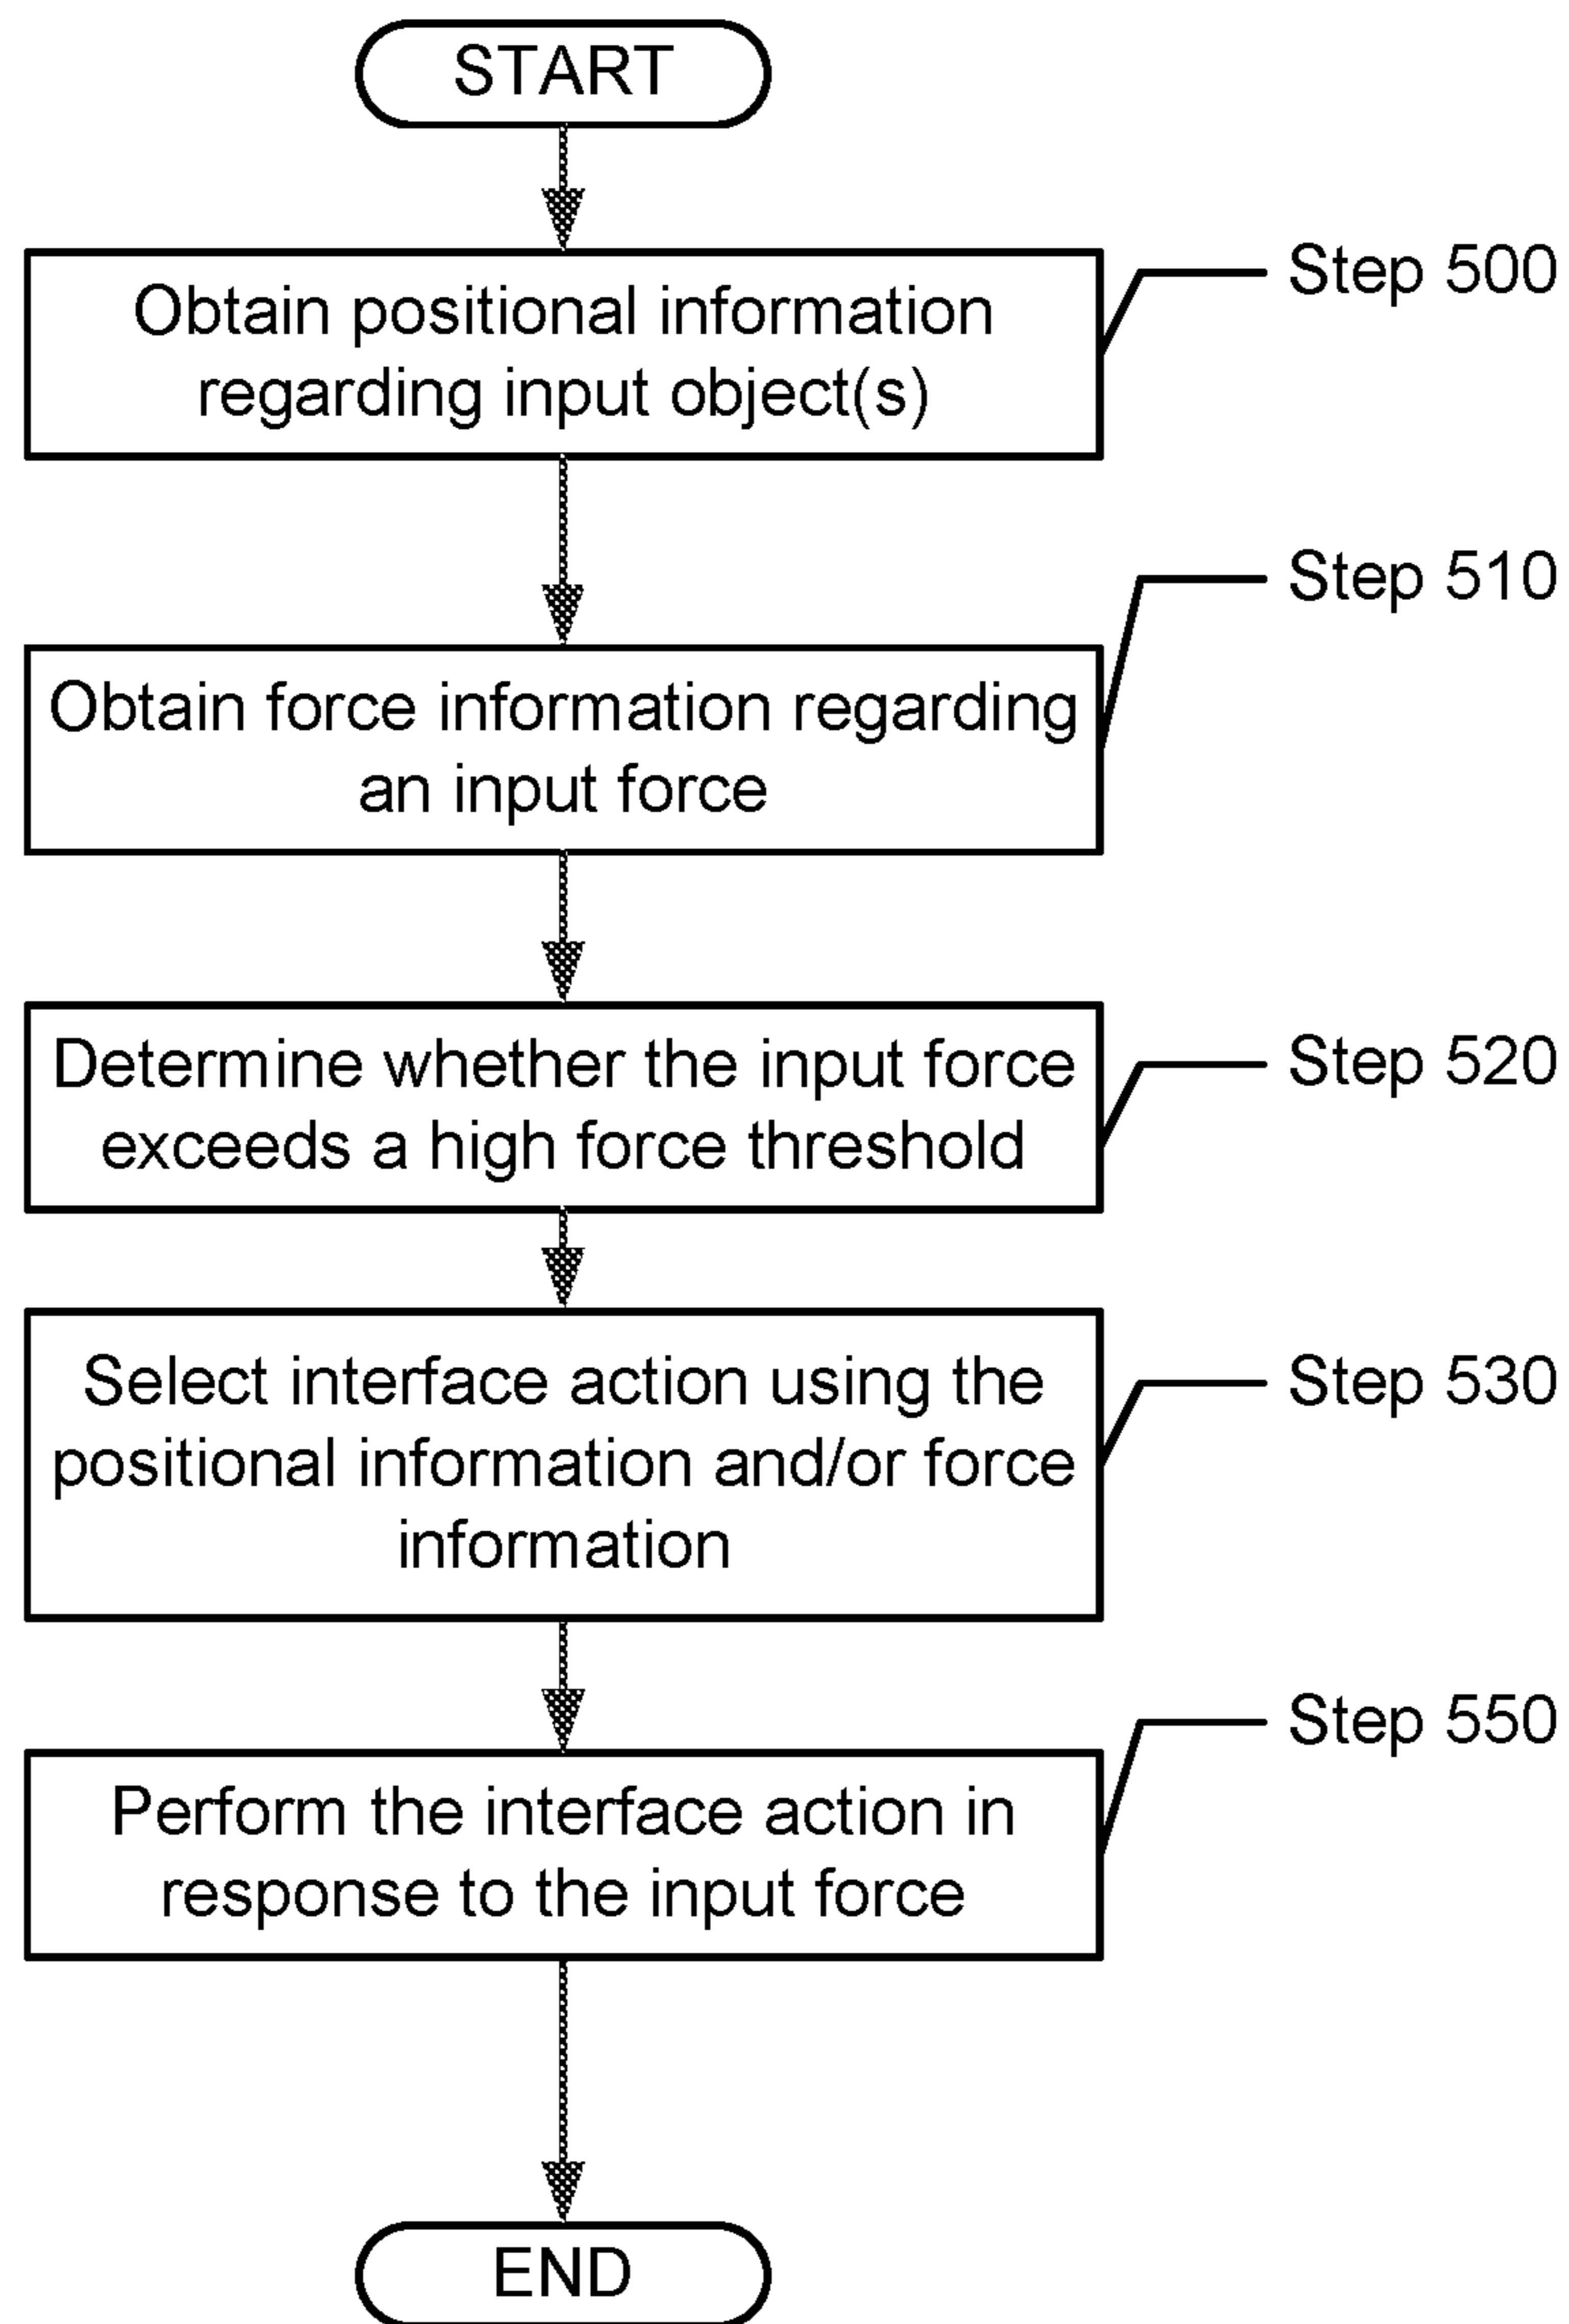 START
Step 500
Obtain positional information
regarding input object(s)
Step 510
Obtain force information regarding
an input force
Step 520
Determine whether the input force
exceeds a high force threshold
Step 530
Select interface action using the
positional information and/or force
information
Step 550
Perform the interface action in
response to the input force
END